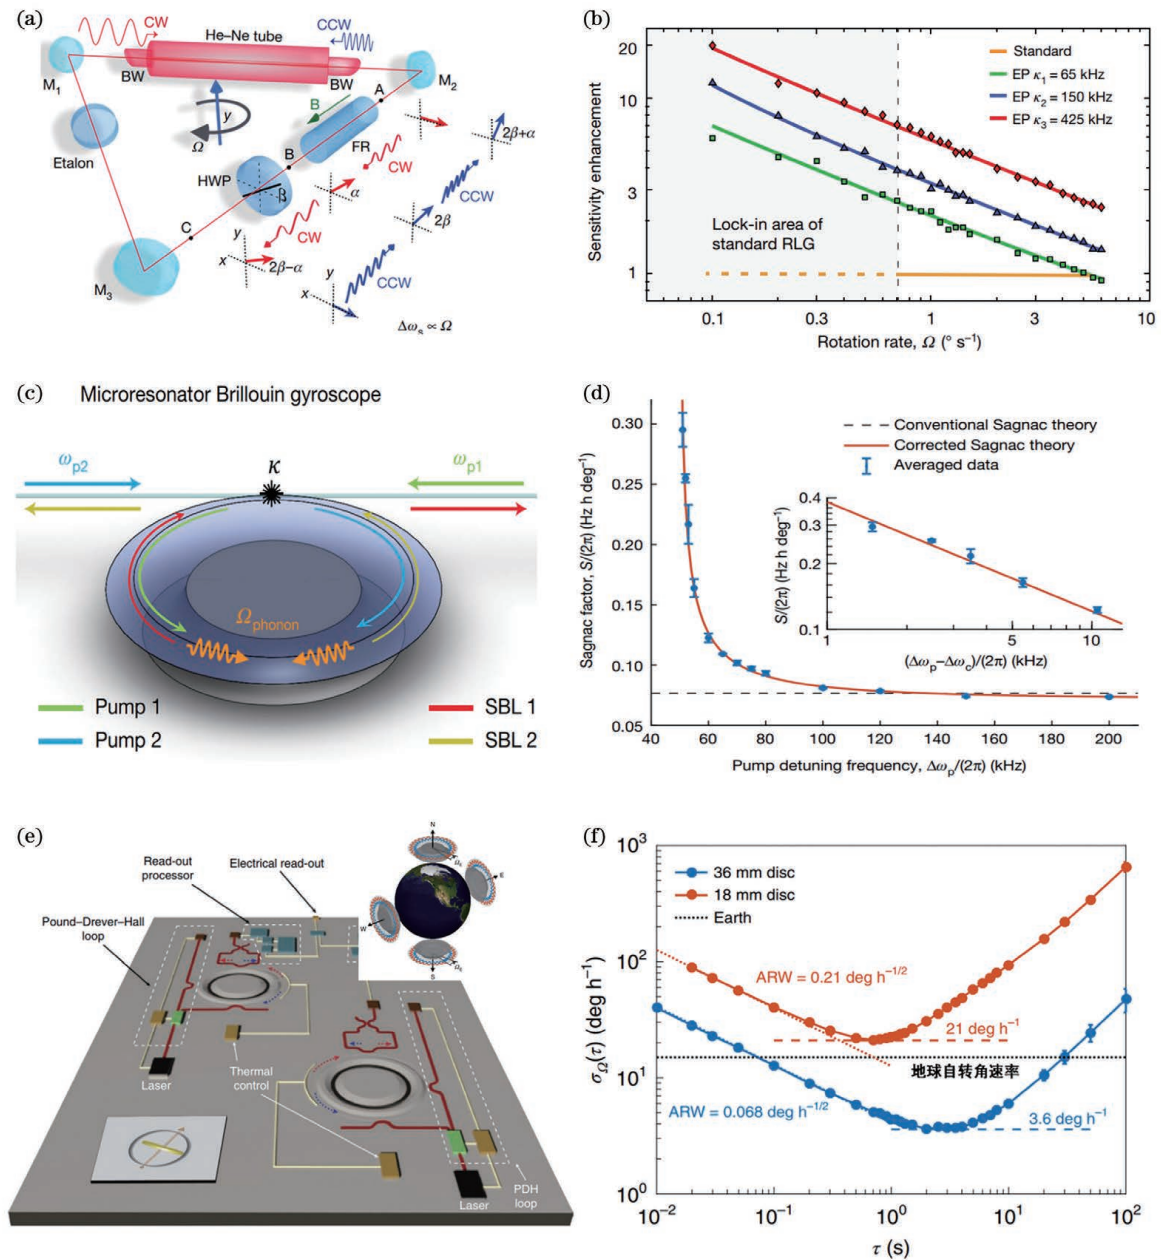 (a)
CW
CCW
He–Ne tube
BW
BW
M1
M2
y
Ω
Etalon
B
A
FR
B
HWP
β
CW
α
2β+α
CCW
2β
C
CW
y
x
2β−α
M3
y
x
CCW
Δωs ∝ Ω
(b)
Sensitivity enhancement
20
10
3
1
Standard
EP κ1 = 65 kHz
EP κ2 = 150 kHz
EP κ3 = 425 kHz
Lock-in area of
standard RLG
0.1
0.3
1
3
6
10
Rotation rate, Ω (° s−1)
(c)
Microresonator Brillouin gyroscope
ωp2
κ
ωp1
Ωphonon
Pump 1
Pump 2
SBL 1
SBL 2
(d)
Sagnac factor, S/(2π) (Hz h deg−1)
0.30
0.25
0.20
0.15
0.10
0.05
Conventional Sagnac theory
Corrected Sagnac theory
Averaged data
S/(2π) (Hz h deg−1)
0.4
0.3
0.2
0.1
1
5
10
(Δωp−Δωc)/(2π) (kHz)
40
60
80
100
120
140
160
180
200
Pump detuning frequency, Δωp/(2π) (kHz)
(e)
Read-out
processor
Electrical read-out
Pound–Drever–Hall
loop
N
ΩE
E
W
S
ΩE
Laser
Thermal
control
Laser
PDH
loop
(f)
σΩ(τ) (deg h−1)
10³
10²
10¹
10⁰
36 mm disc
18 mm disc
Earth
ARW = 0.21 deg h−1/2
21 deg h−1
地球自转角速率
ARW = 0.068 deg h−1/2
3.6 deg h−1
10−2
10−1
10⁰
10¹
10²
τ (s)